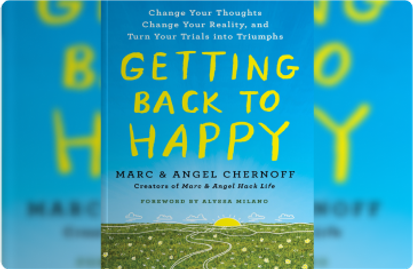 Change Your Thoughts
Change Your Reality, and
Turn Your Trials into Triumphs
GETTING
BACK TO
HAPPY
MARC & ANGEL CHERNOFF
Creators of Marc & Angel Hack Life
FOREWORD BY ALYSSA MILANO